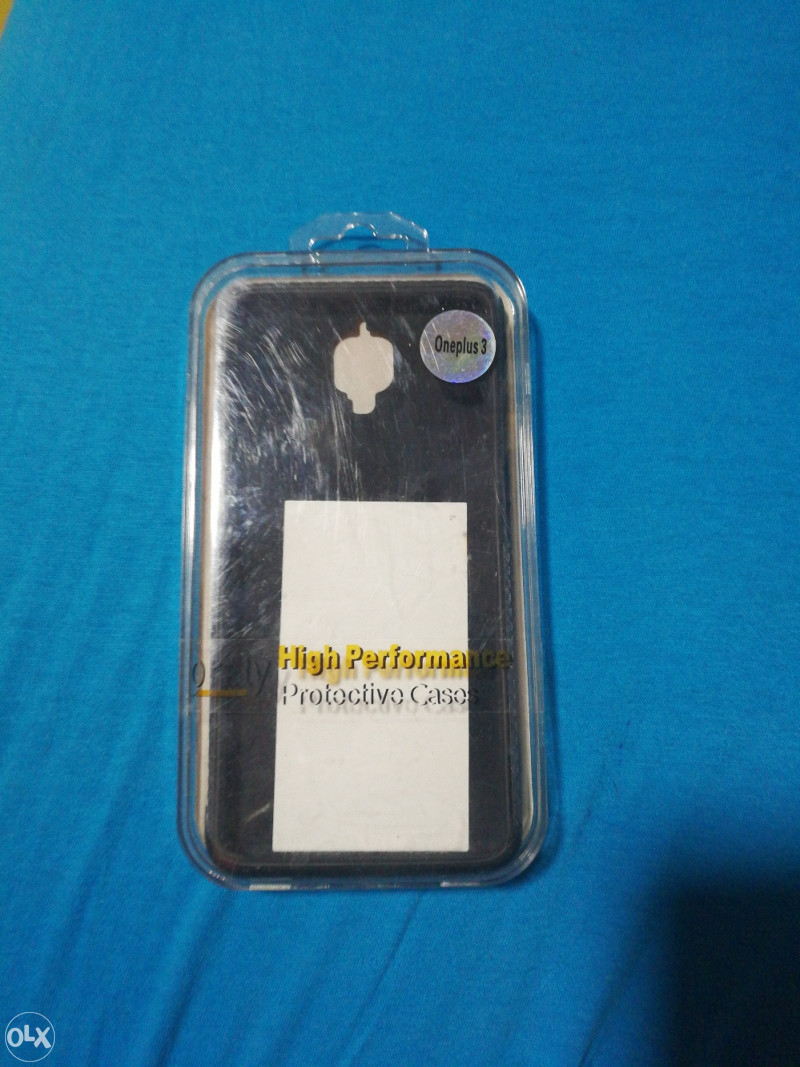 Oneplus 3
High Performance
Protective Cases
OLX